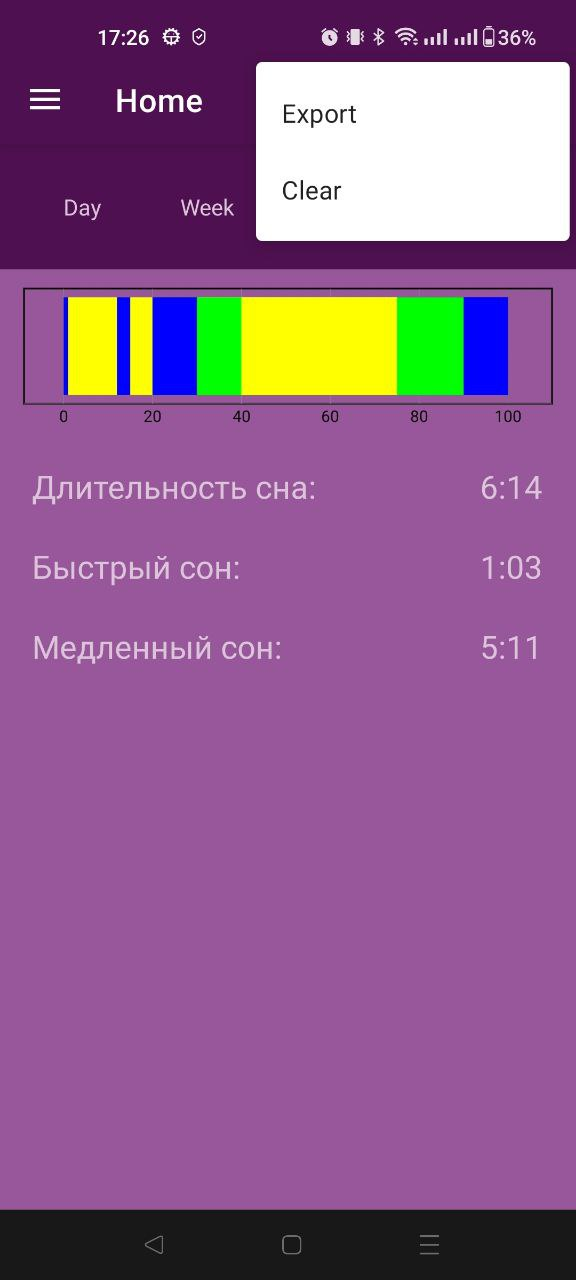 17:26 36%
Home
Export
Clear
Day Week
0 20 40 60 80 100
Длительность сна: 6:14
Быстрый сон: 1:03
Медленный сон: 5:11